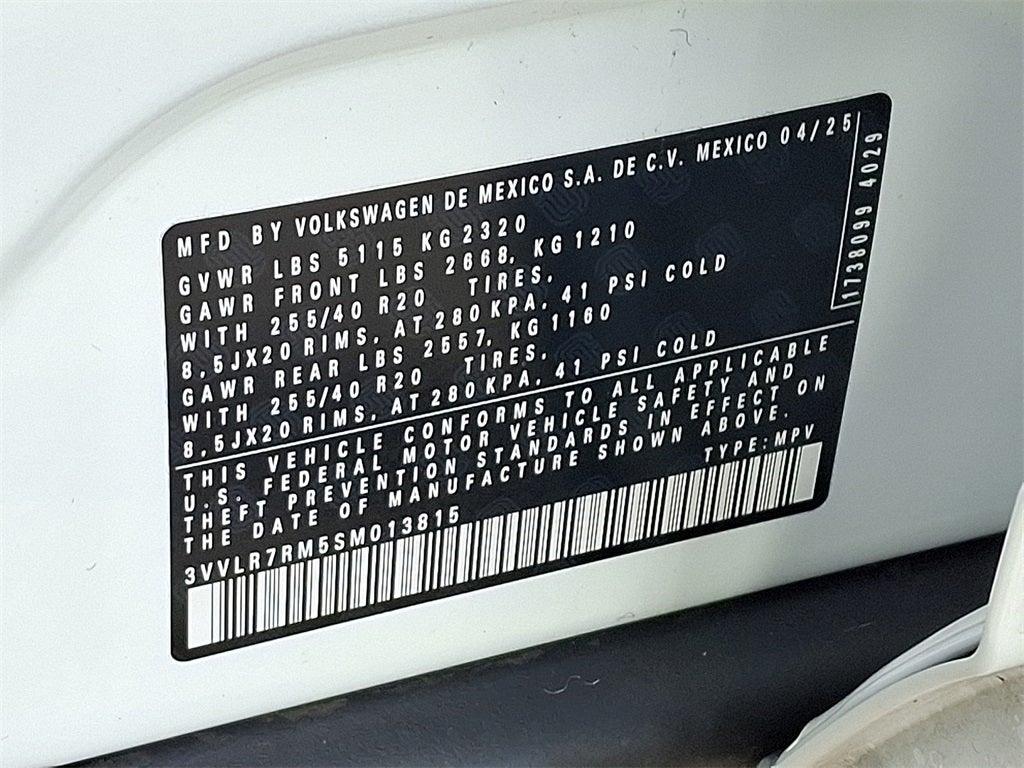 MFD BY VOLKSWAGEN DE MEXICO S.A. DE C.V. MEXICO 04/25
GVWR LBS 5115 KG 2320
GAWR FRONT LBS 2668, KG 1210
WITH 255/40 R20 TIRES,
8,5JX20 RIMS, AT 280 KPA, 41 PSI COLD
GAWR REAR LBS 2557, KG 1160
WITH 255/40 R20 TIRES,
8,5JX20 RIMS, AT 280 KPA, 41 PSI COLD
THIS VEHICLE CONFORMS TO ALL APPLICABLE
U.S. FEDERAL MOTOR VEHICLE SAFETY AND
THEFT PREVENTION STANDARDS IN EFFECT ON
THE DATE OF MANUFACTURE SHOWN ABOVE.
3VVLR7RM5SM013815 TYPE: MPV
1738099 4029